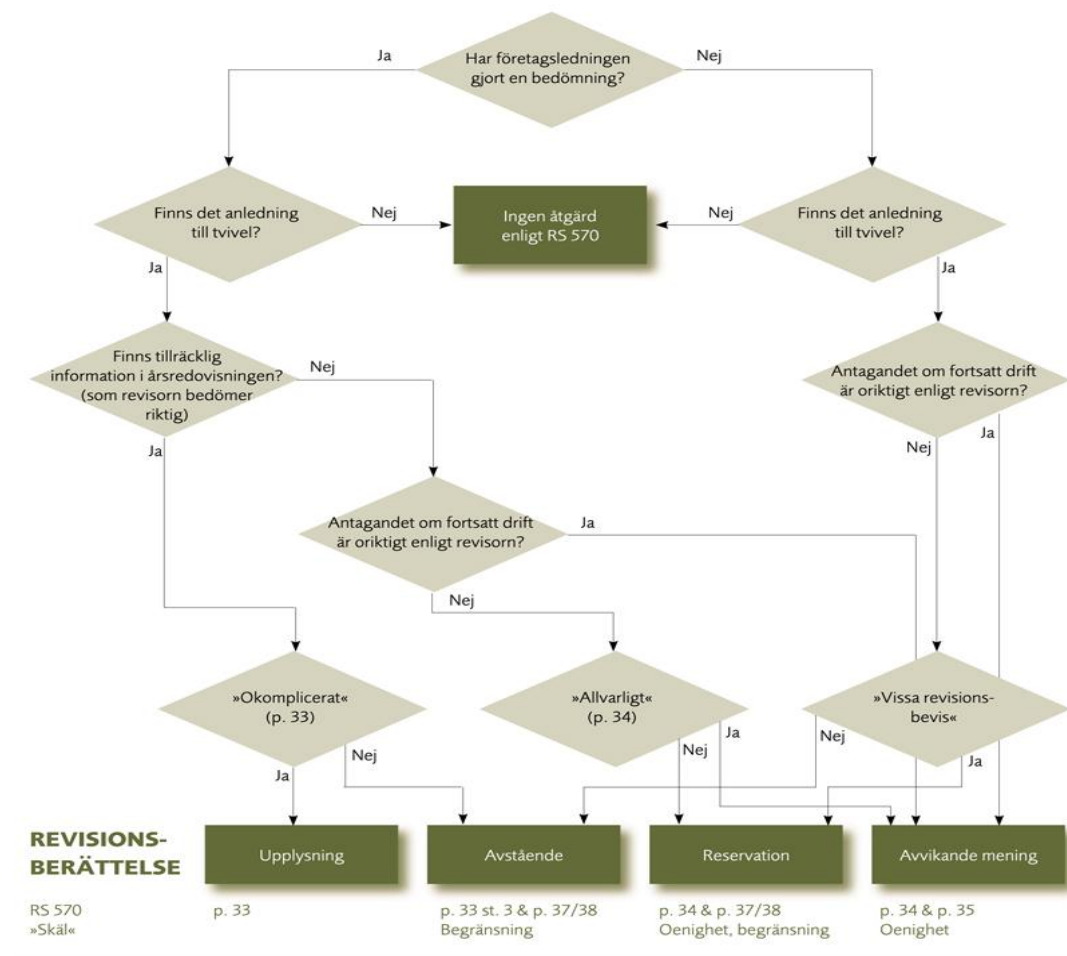 Har företagsledningen
gjort en bedömning?
Ja
Nej
Finns det anledning
till tvivel?
Nej
Ingen åtgärd
enligt RS 570
Nej
Finns det anledning
till tvivel?
Ja
Ja
Finns tillräcklig
information i årsredovisningen?
(som revisorn bedömer
riktig)
Nej
Antagandet om fortsatt drift
är oriktigt enligt revisorn?
Ja
Nej
Ja
Antagandet om fortsatt drift
är oriktigt enligt revisorn?
Ja
Nej
»Okomplicerat«
(p. 33)
»Allvarligt«
(p. 34)
»Vissa revisions-
bevis«
Ja
Nej
Nej
Ja
Nej
Ja
REVISIONS-
BERÄTTELSE
Upplysning
Avstående
Reservation
Avvikande mening
RS 570
»Skäl«
p. 33
p. 33 st. 3 & p. 37/38
Begränsning
p. 34 & p. 37/38
Oenighet, begränsning
p. 34 & p. 35
Oenighet